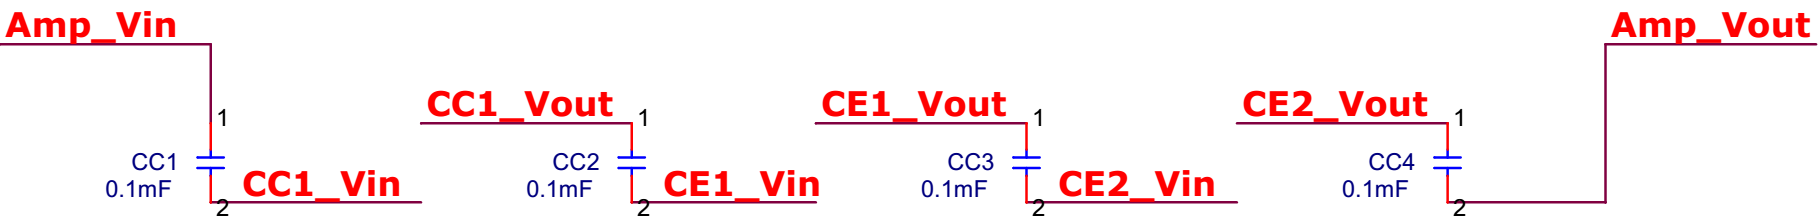 Amp_Vin
Amp_Vout
CC1_Vout
CE1_Vout
CE2_Vout
1
1
1
1
CC1
0.1mF
CC1_Vin
2
CC2
0.1mF
CE1_Vin
2
CC3
0.1mF
CE2_Vin
2
CC4
0.1mF
2